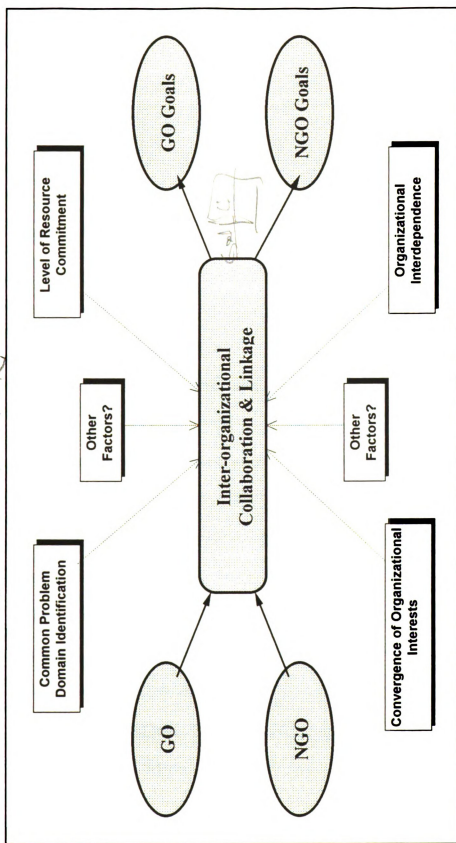 Common Problem
Domain Identification
Other
Factors?
Level of Resource
Commitment
GO
GO Goals
Inter-organizational
Collaboration & Linkage
NGO
NGO Goals
Convergence of Organizational
Interests
Other
Factors?
Organizational
Interdependence